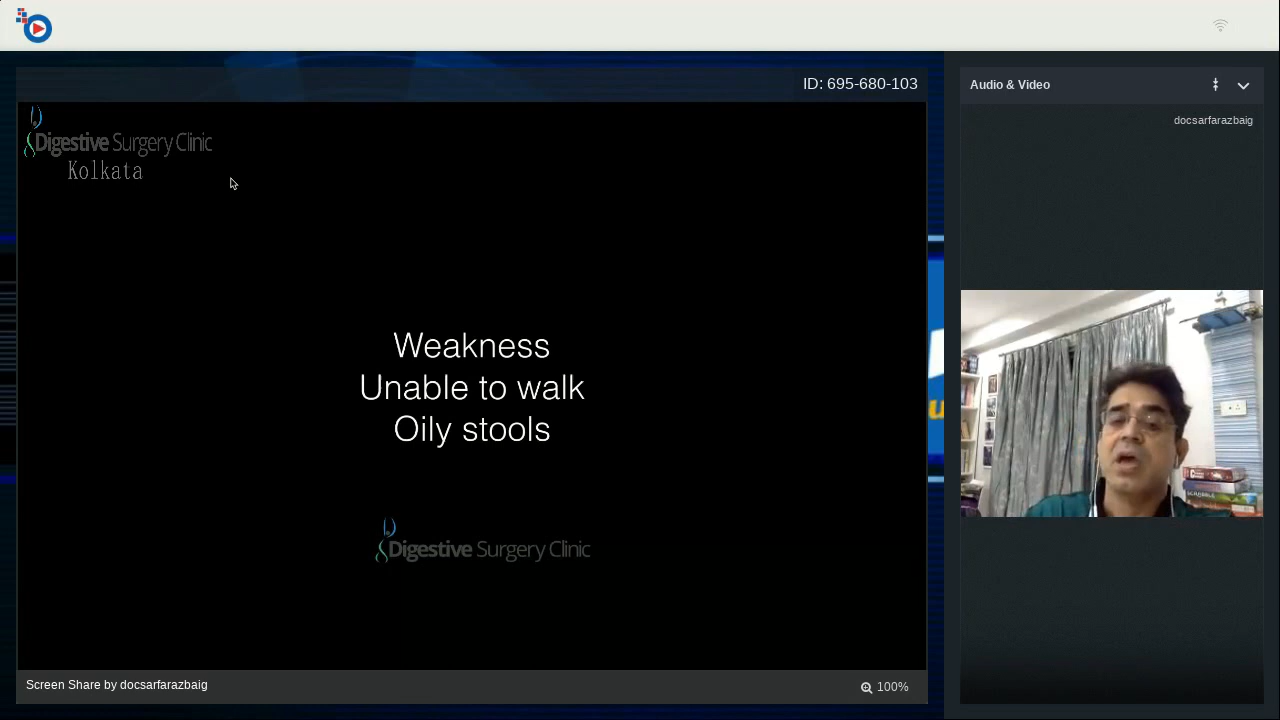 ID: 695-680-103
Audio & Video
docsarfarazbaig
Digestive Surgery Clinic
Kolkata
Weakness
Unable to walk
Oily stools
Digestive Surgery Clinic
SCRABBLE
Screen Share by docsarfarazbaig
100%